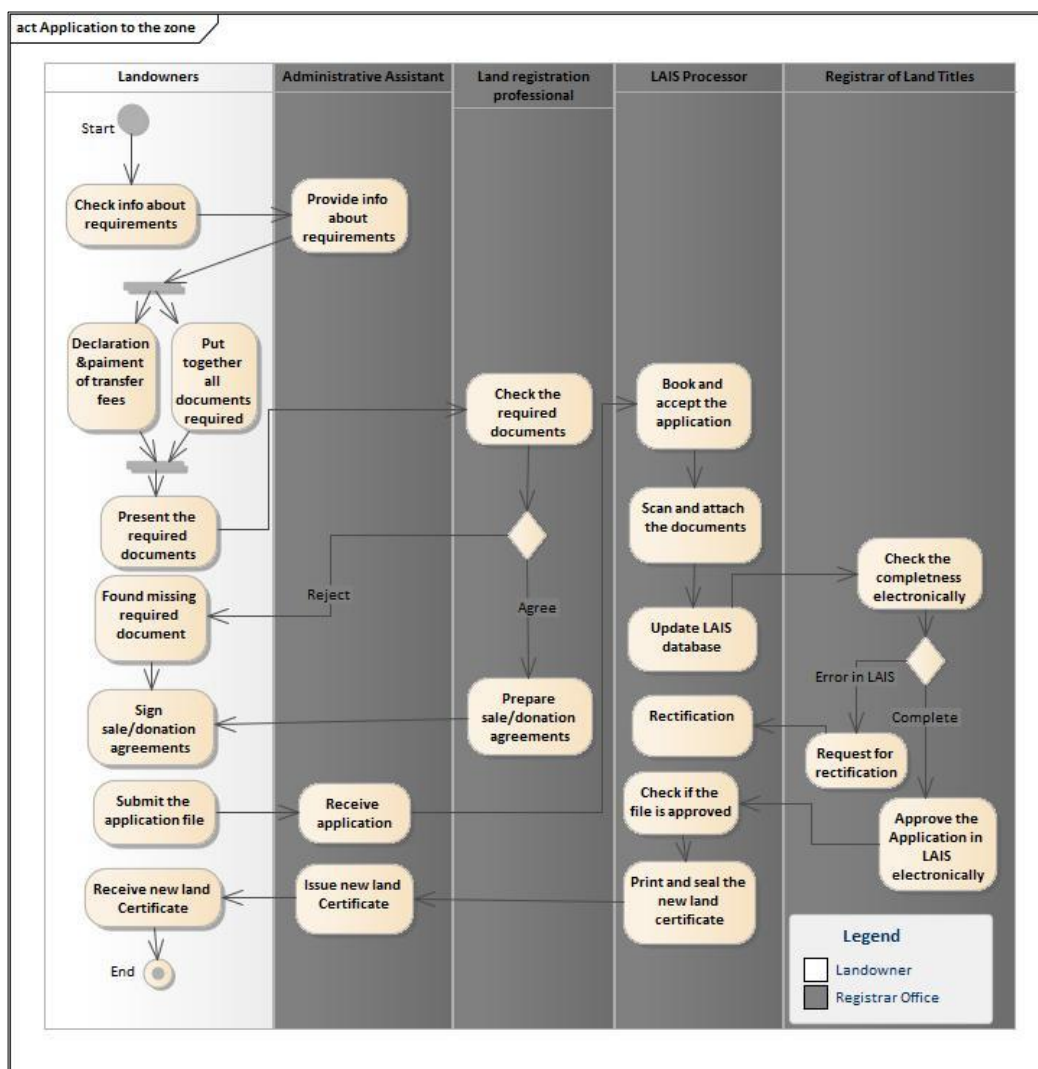 act Application to the zone
Landowners
Administrative Assistant
Land registration
professional
LAIS Processor
Registrar of Land Titles
Start
Check info about
requirements
Provide info
about
requirements
Declaration
&paiment
of transfer
fees
Put
together
all
documents
required
Check the
required
documents
Book and
accept the
application
Present the
required
documents
Scan and attach
the documents
Check the
completness
electronically
Found missing
required
document
Reject
Agree
Update LAIS
database
Error in LAIS
Complete
Sign
sale/donation
agreements
Prepare
sale/donation
agreements
Rectification
Request for
rectification
Submit the
application file
Receive
application
Check if the
file is approved
Approve the
Application in
LAIS
electronically
Receive new land
Certificate
Issue new land
Certificate
Print and seal the
new land
certificate
End
Legend
Landowner
Registrar Office